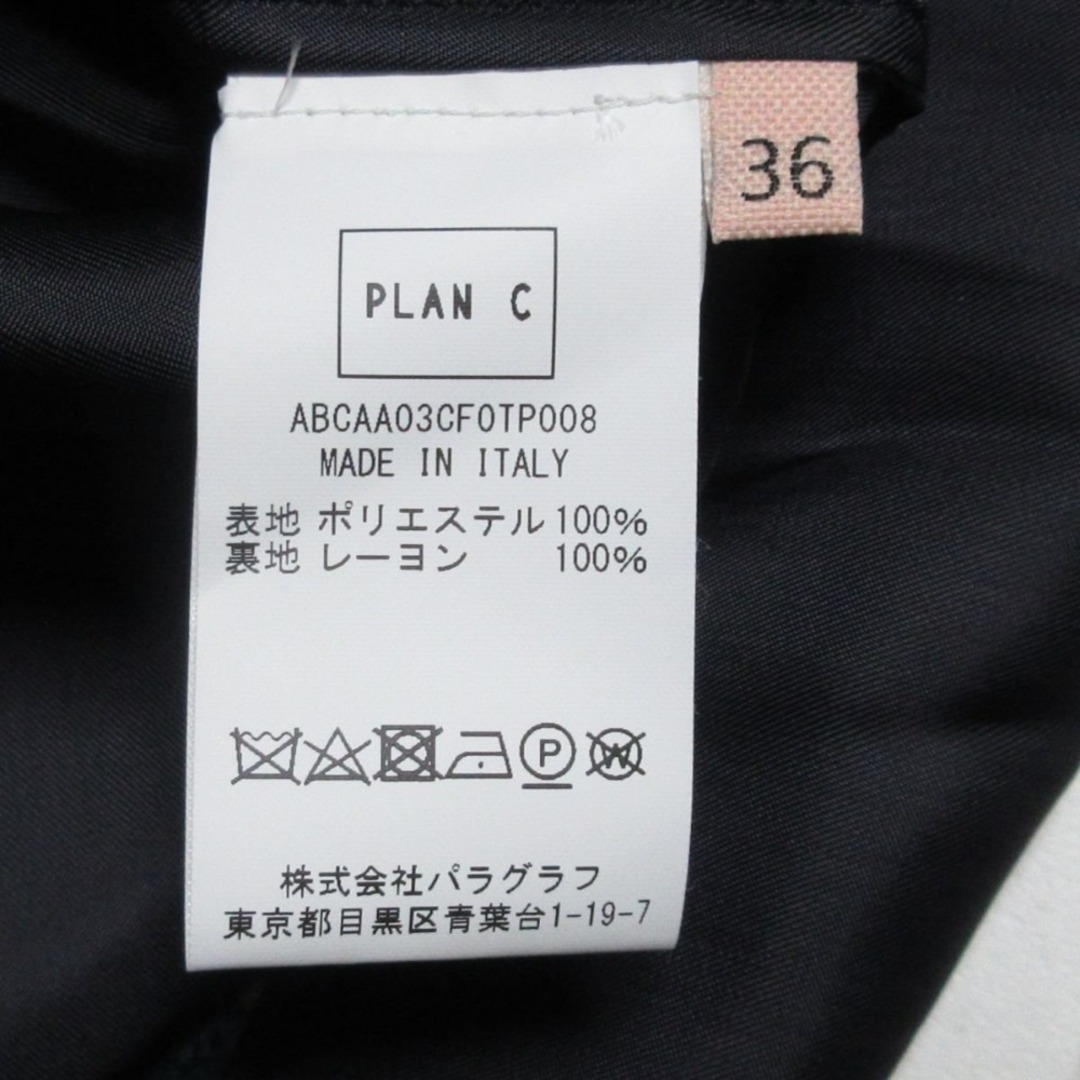 36
PLAN C
ABCAA03CF0TP008
MADE IN ITALY
表地 ポリエステル 100%
裏地 レーヨン 100%
P W
株式会社パラグラフ
東京都目黒区青葉台1-19-7